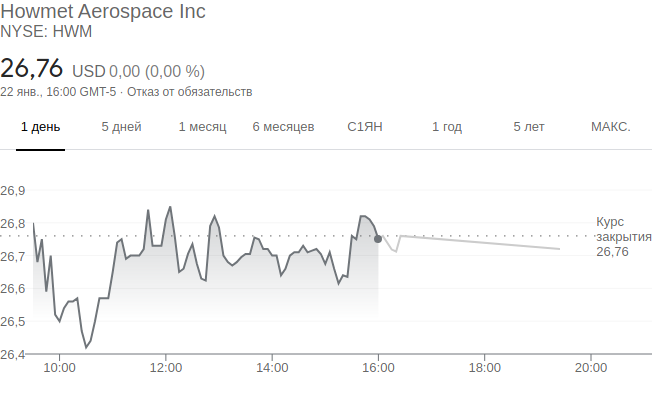 Howmet Aerospace Inc
NYSE: HWM
26,76 USD 0,00 (0,00 %)
22 янв., 16:00 GMT-5 · Отказ от обязательств
1 день 5 дней 1 месяц 6 месяцев С1ЯН 1 год 5 лет МАКС.
26,9
26,8
26,7
26,6
26,5
26,4
Курс
закрытия
26,76
10:00 12:00 14:00 16:00 18:00 20:00